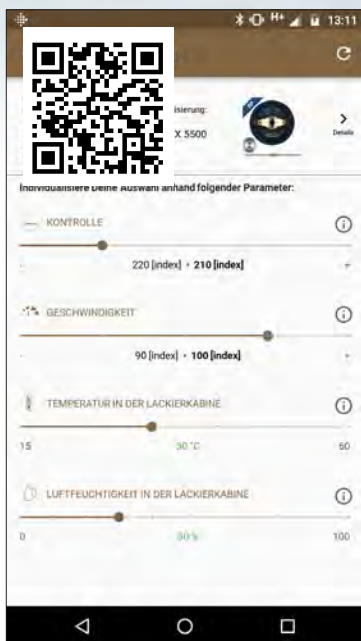 H+ 13:11
isierung:
X 5500
Details
Individualisiere Deine Auswahl anhand folgender Parameter:
KONTROLLE
- 220 [index] • 210 [index] +
GESCHWINDIGKEIT
- 90 [index] • 100 [index] +
TEMPERATUR IN DER LACKIERKABINE
15 30 °C 60
LUFTFEUCHTIGKEIT IN DER LACKIERKABINE
0 30 % 100